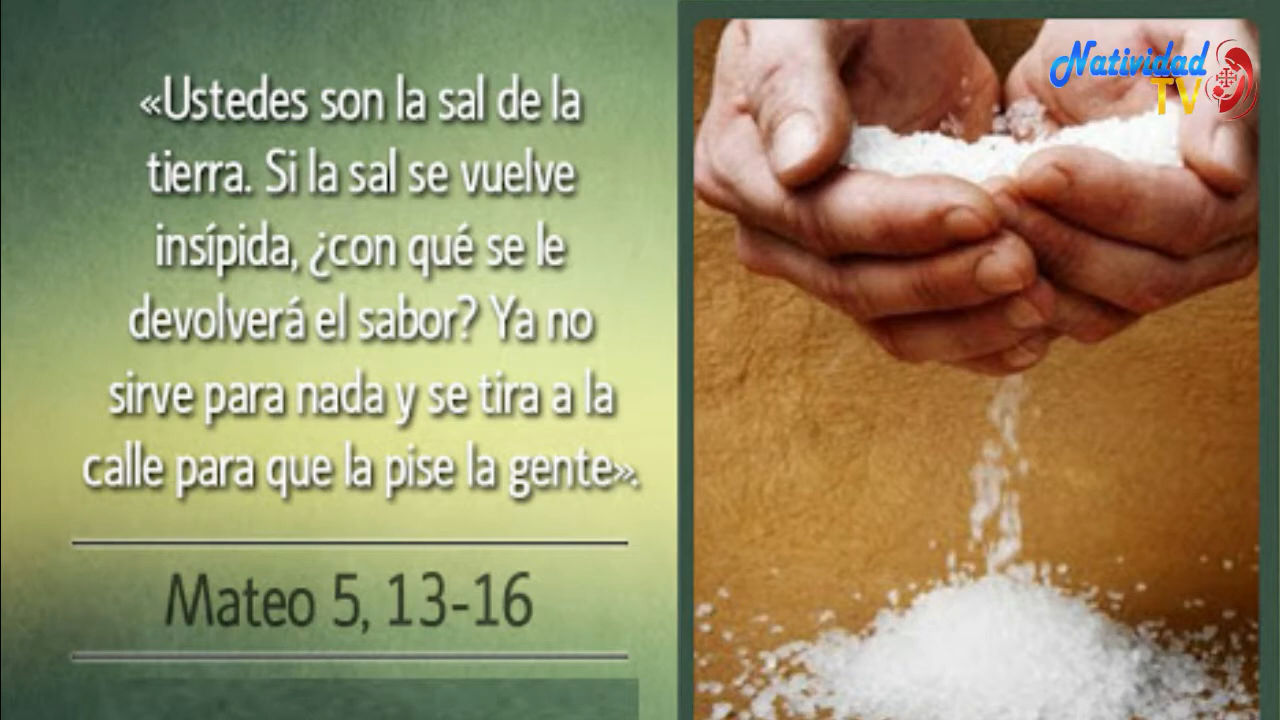 «Ustedes son la sal de la
tierra. Si la sal se vuelve
insípida, ¿con qué se le
devolverá el sabor? Ya no
sirve para nada y se tira a la
calle para que la pise la gente».
Mateo 5, 13-16
Natividad
TV